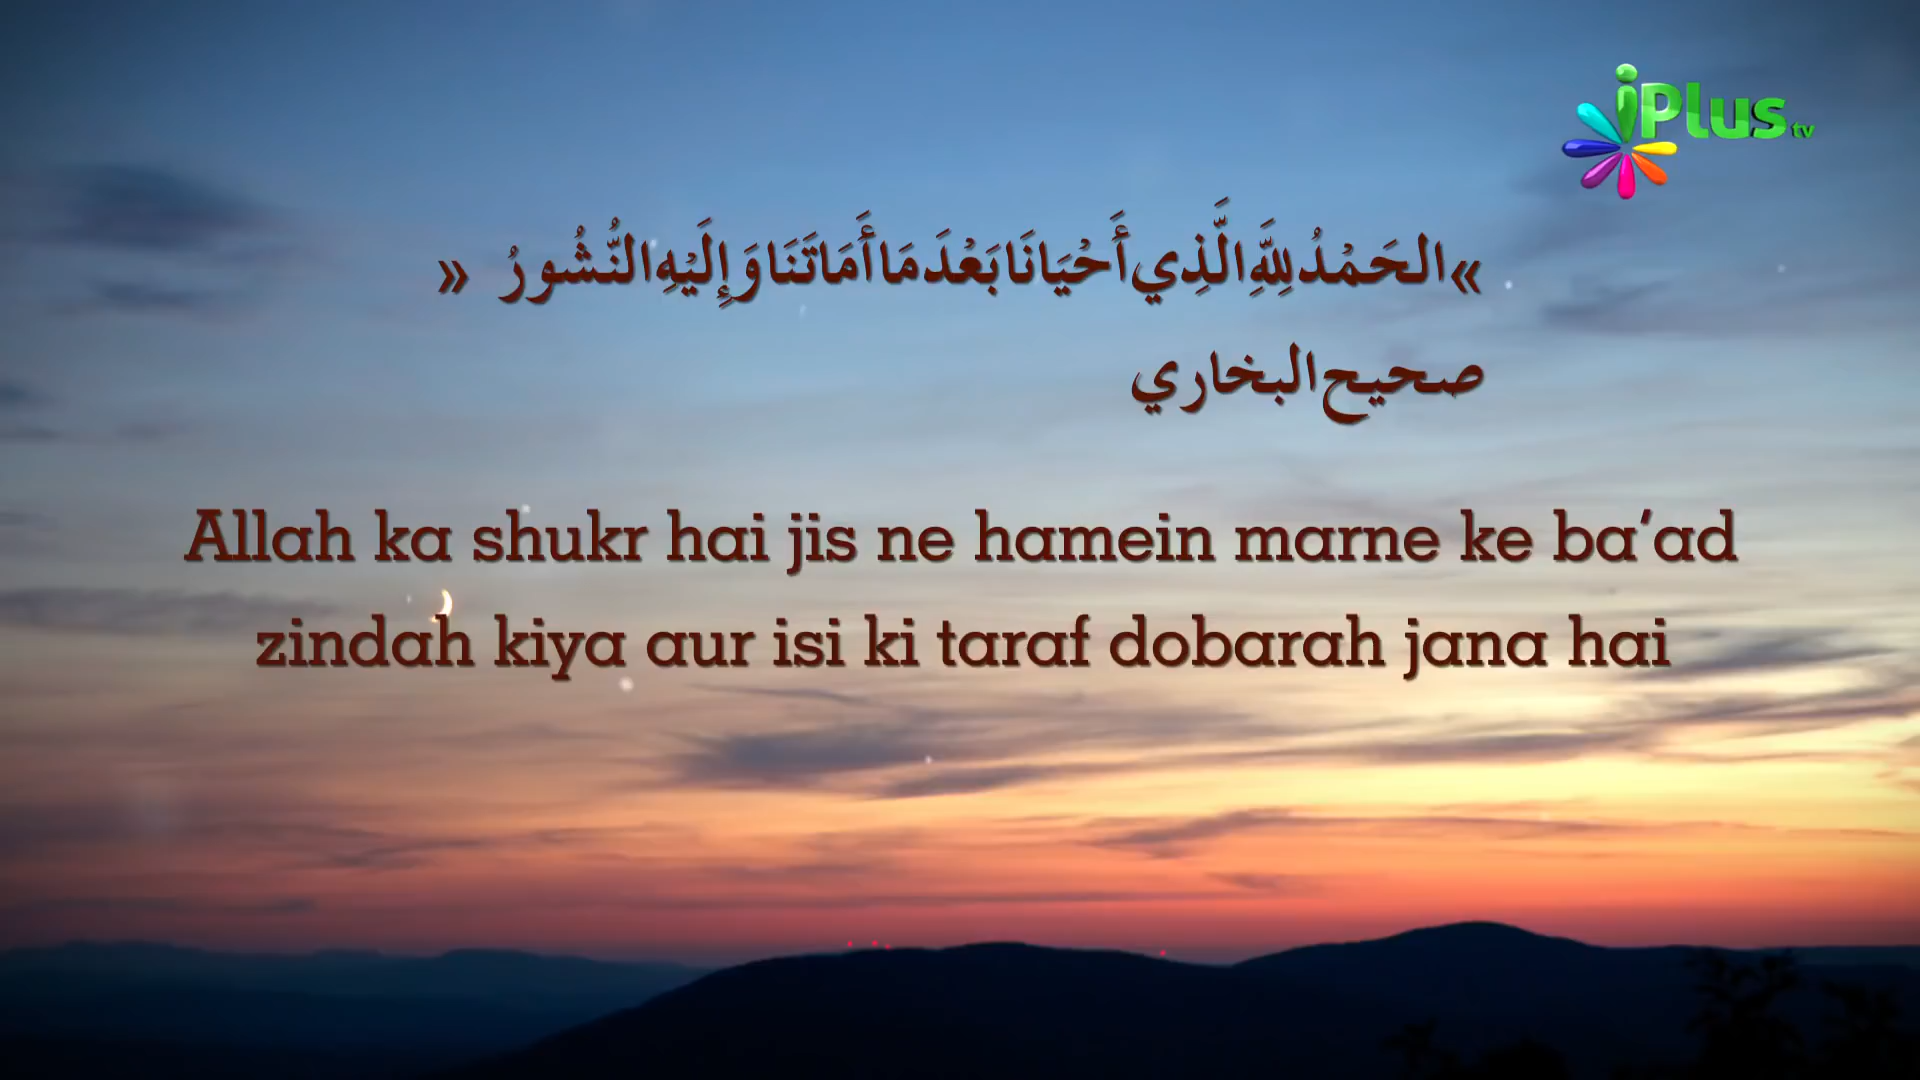 iPlus tv
»الحَمْدُ لِلَّهِ الَّذِي أَحْيَانَا بَعْدَ مَا أَمَاتَنَا وَإِلَيْهِ النُّشُورُ «
صحيح البخاري
Allah ka shukr hai jis ne hamein marne ke ba’ad
zindah kiya aur isi ki taraf dobarah jana hai